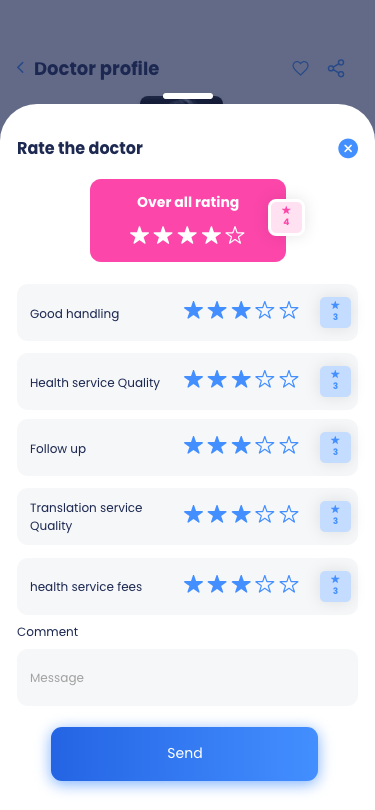 Doctor profile
Rate the doctor
Over all rating
4
Good handling
3
Health service Quality
3
Follow up
3
Translation service
Quality
3
health service fees
3
Comment
Message
Send